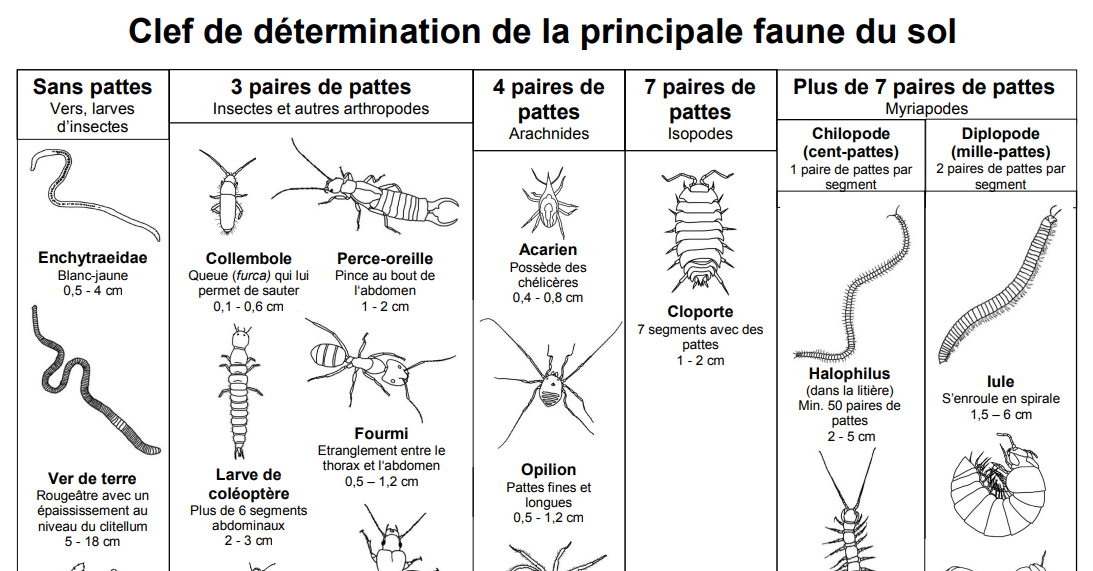 Clef de détermination de la principale faune du sol
Sans pattes
Vers, larves
d'insectes
3 paires de pattes
Insectes et autres arthropodes
4 paires de
pattes
Arachnides
7 paires de
pattes
Isopodes
Plus de 7 paires de pattes
Myriapodes
Chilopode
(cent-pattes)
1 paire de pattes par
segment
Diplopode
(mille-pattes)
2 paires de pattes par
segment
Enchytraeidae
Blanc-jaune
0,5 - 4 cm
Ver de terre
Rougeâtre avec un
épaississement au
niveau du clitellum
5 - 18 cm
Collembole
Queue (furca) qui lui
permet de sauter
0,1 - 0,6 cm
Perce-oreille
Pince au bout de
l'abdomen
1 - 2 cm
Larve de
coléoptère
Plus de 6 segments
abdominaux
2 - 3 cm
Fourmi
Etranglement entre le
thorax et l'abdomen
0,5 – 1,2 cm
Acarien
Possède des
chélicères
0,4 - 0,8 cm
Opilion
Pattes fines et
longues
0,5 - 1,2 cm
Cloporte
7 segments avec des
pattes
1 - 2 cm
Halophilus
(dans la litière)
Min. 50 paires de
pattes
2 - 5 cm
Iule
S'enroule en spirale
1,5 – 6 cm